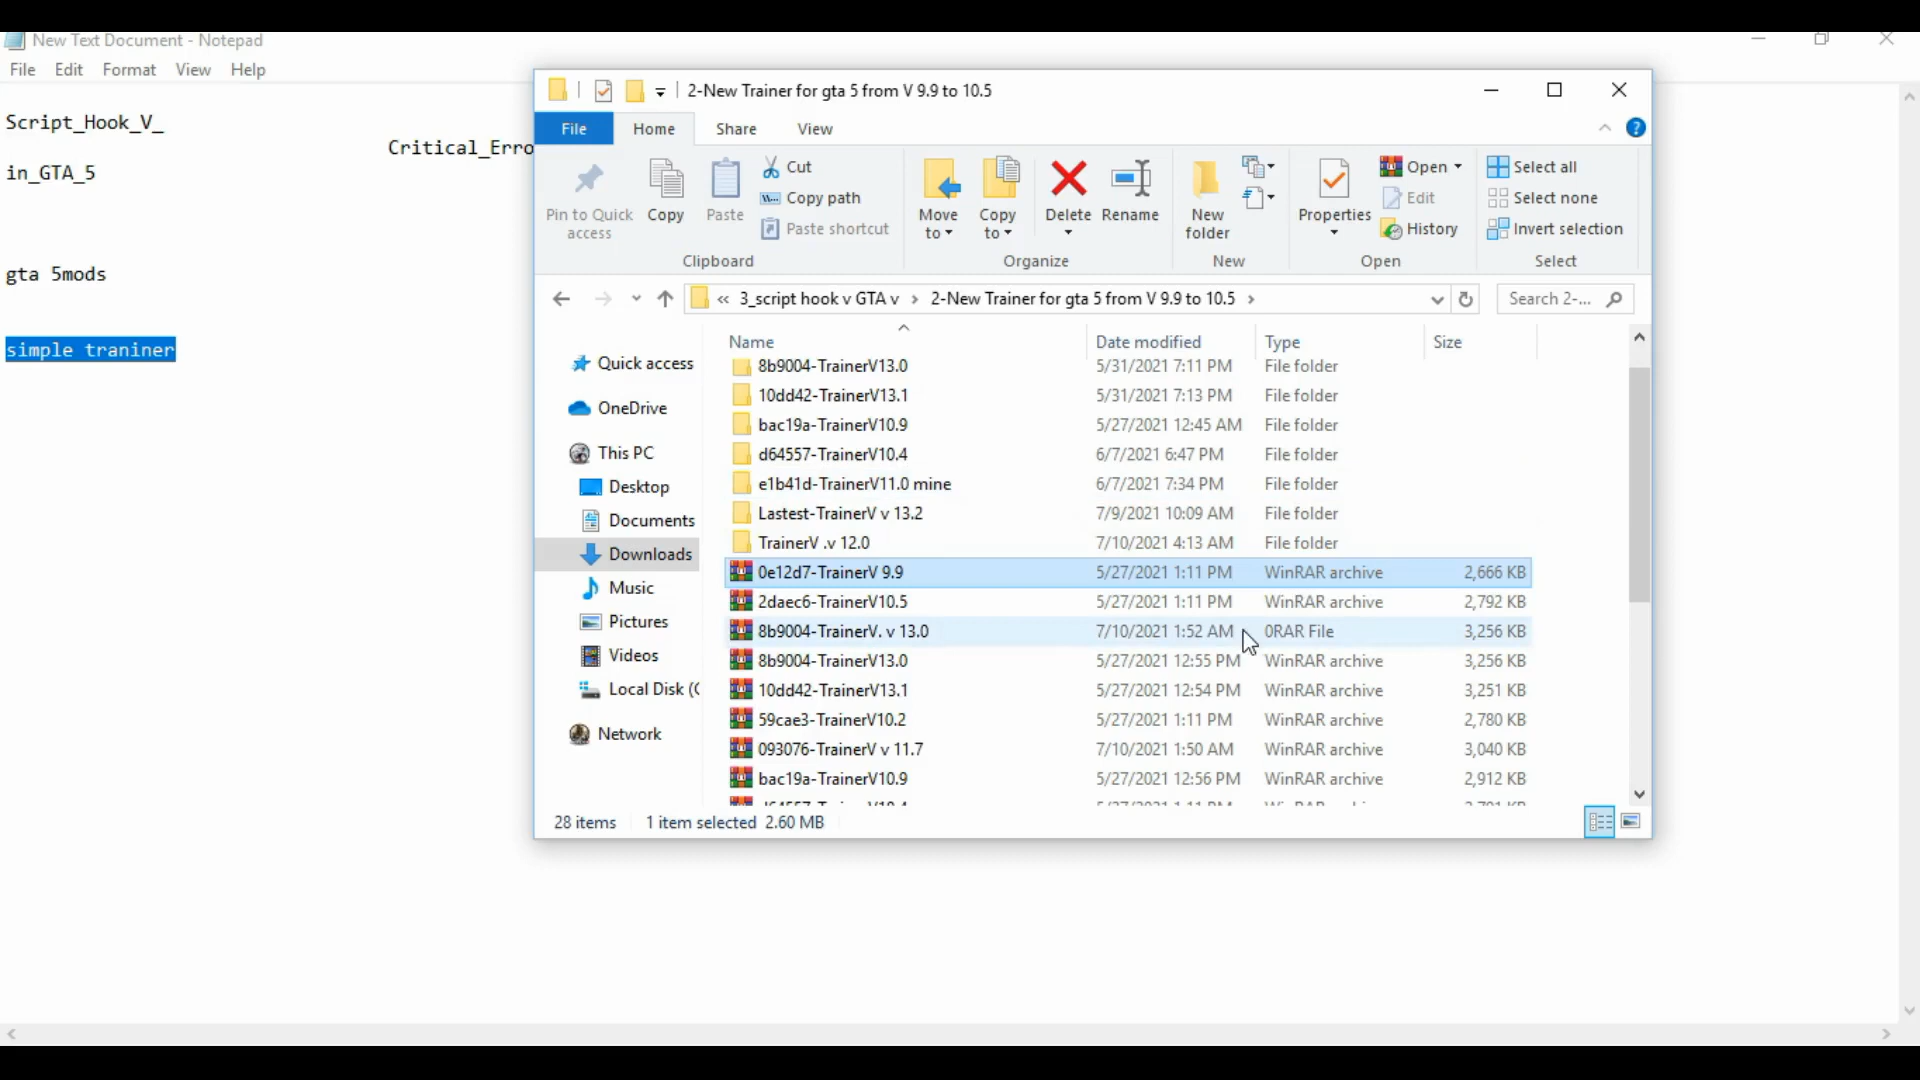 New Text Document - Notepad
File Edit Format View Help
Script_Hook_V_
Critical_Erro
in_GTA_5
gta 5mods
simple traniner
2-New Trainer for gta 5 from V 9.9 to 10.5
File Home Share View
Pin to Quick access
Copy
Paste
Cut
Copy path
Paste shortcut
Clipboard
Move to
Copy to
Delete
Rename
Organize
New folder
New
Properties
Open
Edit
History
Open
Select all
Select none
Invert selection
Select
« 3_script hook v GTA v › 2-New Trainer for gta 5 from V 9.9 to 10.5 ›
Search 2-...
Quick access
OneDrive
This PC
Desktop
Documents
Downloads
Music
Pictures
Videos
Local Disk (
Network
Name Date modified Type Size
8b9004-TrainerV13.0 5/31/2021 7:11 PM File folder
10dd42-TrainerV13.1 5/31/2021 7:13 PM File folder
bac19a-TrainerV10.9 5/27/2021 12:45 AM File folder
d64557-TrainerV10.4 6/7/2021 6:47 PM File folder
e1b41d-TrainerV11.0 mine 6/7/2021 7:34 PM File folder
Lastest-TrainerV v 13.2 7/9/2021 10:09 AM File folder
TrainerV .v 12.0 7/10/2021 4:13 AM File folder
0e12d7-TrainerV 9.9 5/27/2021 1:11 PM WinRAR archive 2,666 KB
2daec6-TrainerV10.5 5/27/2021 1:11 PM WinRAR archive 2,792 KB
8b9004-TrainerV. v 13.0 7/10/2021 1:52 AM 0RAR File 3,256 KB
8b9004-TrainerV13.0 5/27/2021 12:55 PM WinRAR archive 3,256 KB
10dd42-TrainerV13.1 5/27/2021 12:54 PM WinRAR archive 3,251 KB
59cae3-TrainerV10.2 5/27/2021 1:11 PM WinRAR archive 2,780 KB
093076-TrainerV v 11.7 7/10/2021 1:50 AM WinRAR archive 3,040 KB
bac19a-TrainerV10.9 5/27/2021 12:56 PM WinRAR archive 2,912 KB
28 items 1 item selected 2.60 MB